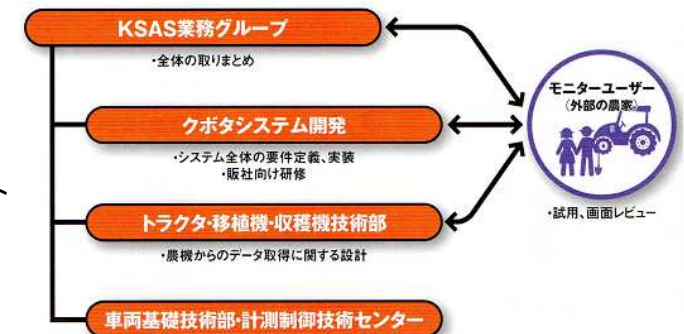 KSAS業務グループ
・全体の取りまとめ
クボタシステム開発
・システム全体の要件定義、実装
・販社向け研修
トラクタ・移植機・収穫機技術部
・農機からのデータ取得に関する設計
車両基礎技術部・計測制御技術センター
モニターユーザー
(外部の農家)
・試用、画面レビュー